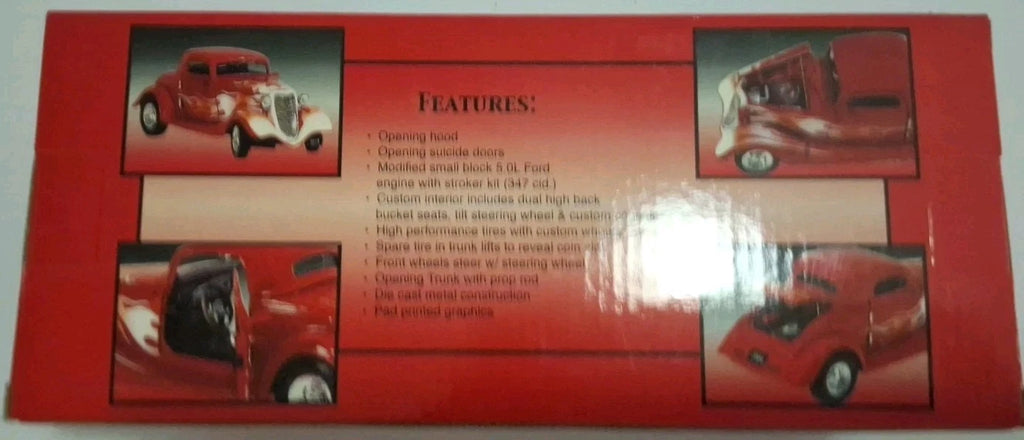 FEATURES:
• Opening hood
• Opening suicide doors
• Modified small block 5.0L Ford
engine with stroker kit (347 cid.)
• Custom interior includes dual high back
bucket seats, tilt steering wheel & custom
• High performance tires with custom
• Spare tire in trunk lifts to reveal
• Front wheels steer w/ steering wheel
• Opening Trunk with prop rod
• Die cast metal construction
• Pad printed graphics